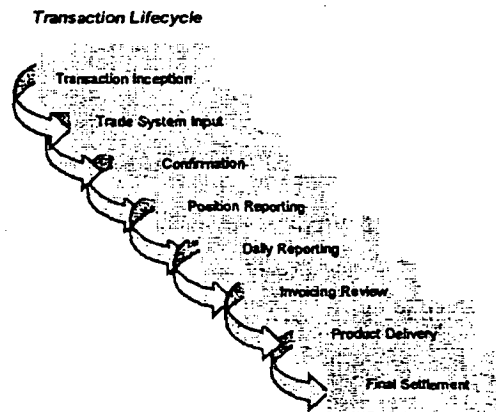 Transaction Lifecycle
Transaction Inception
Trade System Input
Confirmation
Position Reporting
Daily Reporting
Invoicing Review
Product Delivery
Final Settlement